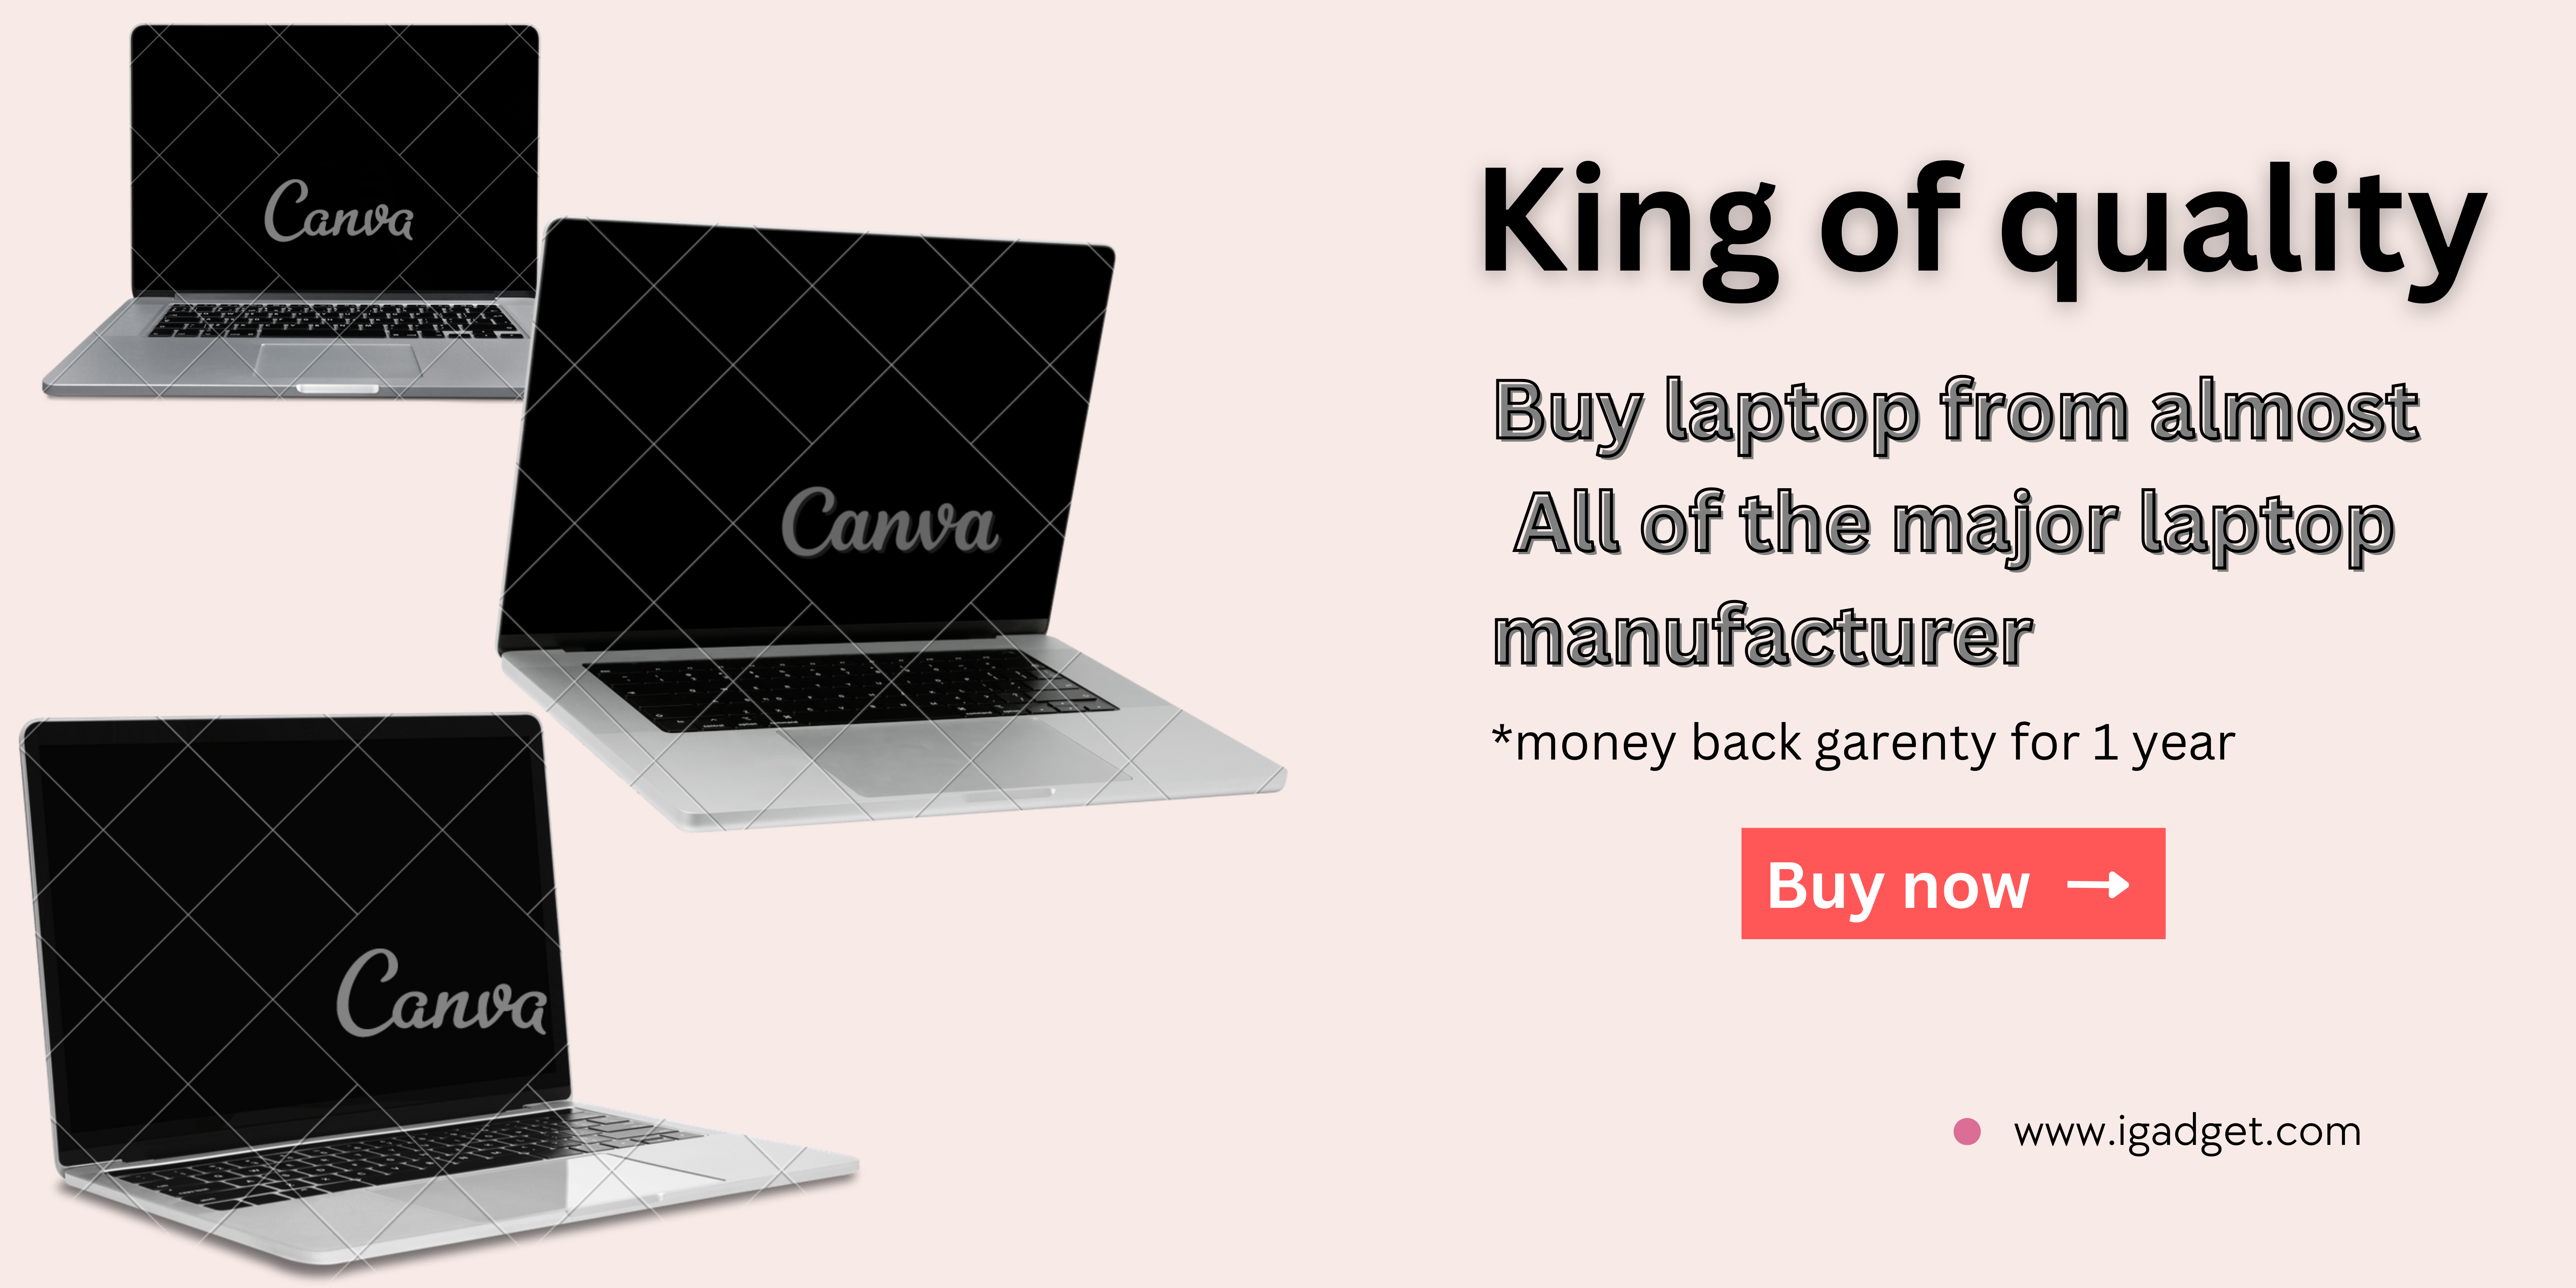 Canva
Canva
Canva
King of quality
Buy laptop from almost
All of the major laptop
manufacturer
*money back garenty for 1 year
Buy now →
www.igadget.com